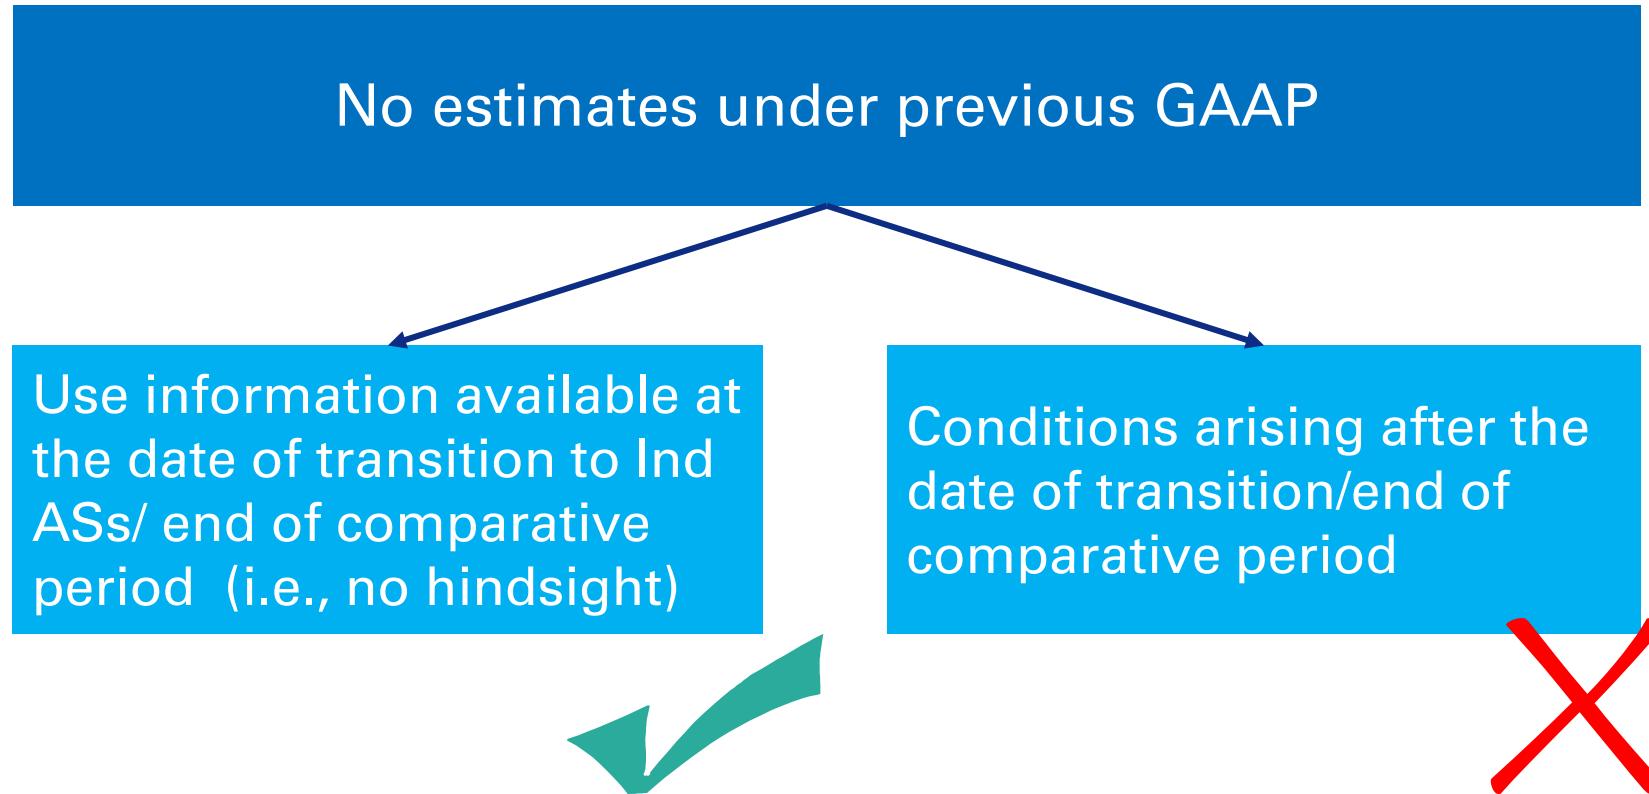 No estimates under previous GAAP
Use information available at
the date of transition to Ind
ASs/ end of comparative
period  (i.e., no hindsight)
Conditions arising after the
date of transition/end of
comparative period